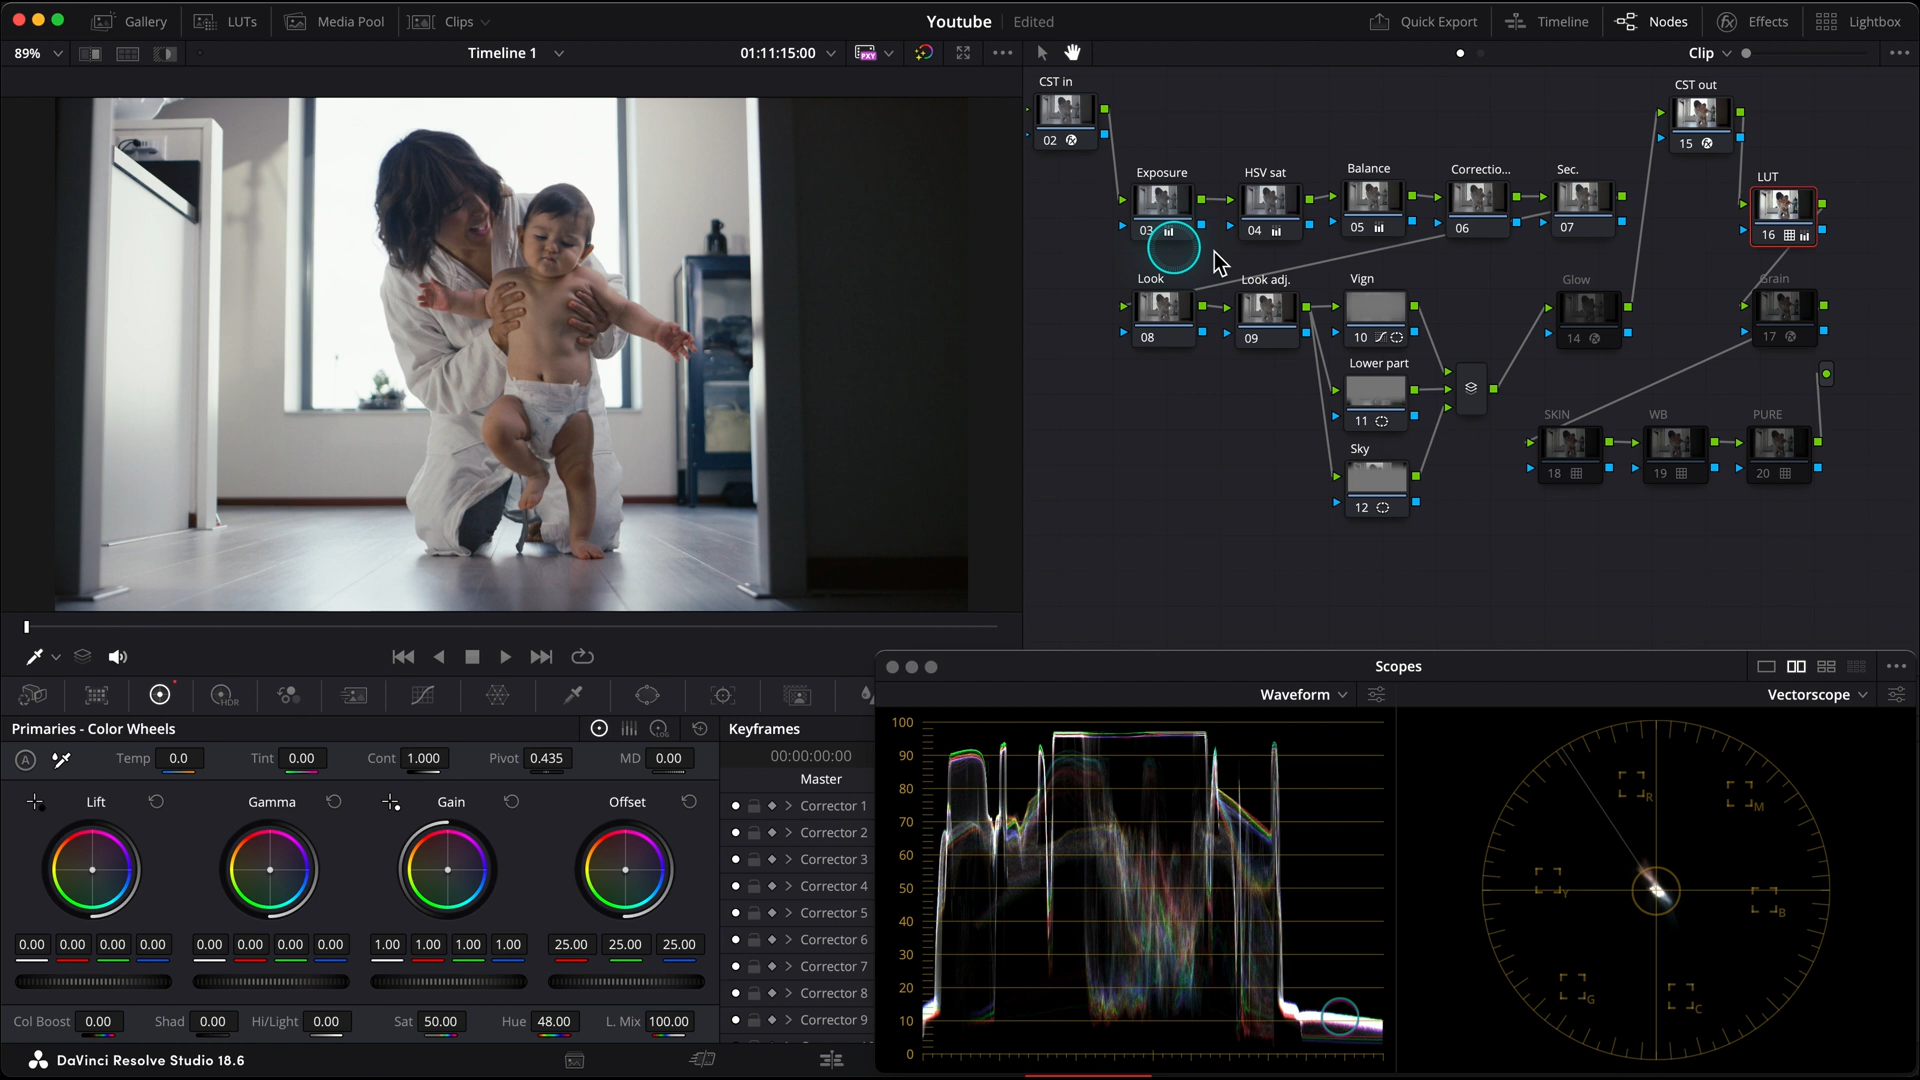 Gallery LUTs Media Pool Clips Youtube Edited Quick Export Timeline Nodes Effects Lightbox
89% Timeline 1 01:11:15:00 PXY Clip
CST in
02
CST out
15
Exposure HSV sat Balance Correctio... Sec. LUT
03 04 05 06 07 16
Look Look adj. Vign Glow Grain
08 09 10 14 17
Lower part
11
SKIN WB PURE
18 19 20
Sky
12
HDR
LOG
Primaries - Color Wheels
A Temp 0.0 Tint 0.00 Cont 1.000 Pivot 0.435 MD 0.00
Lift Gamma Gain Offset
0.00 0.00 0.00 0.00 0.00 0.00 0.00 0.00 1.00 1.00 1.00 1.00 25.00 25.00 25.00
Col Boost 0.00 Shad 0.00 Hi/Light 0.00 Sat 50.00 Hue 48.00 L. Mix 100.00
Keyframes
00:00:00:00
Master
Corrector 1
Corrector 2
Corrector 3
Corrector 4
Corrector 5
Corrector 6
Corrector 7
Corrector 8
Corrector 9
Scopes
Waveform Vectorscope
100
90
80
70
60
50
40
30
20
10
0
R M
Y B
G C
DaVinci Resolve Studio 18.6